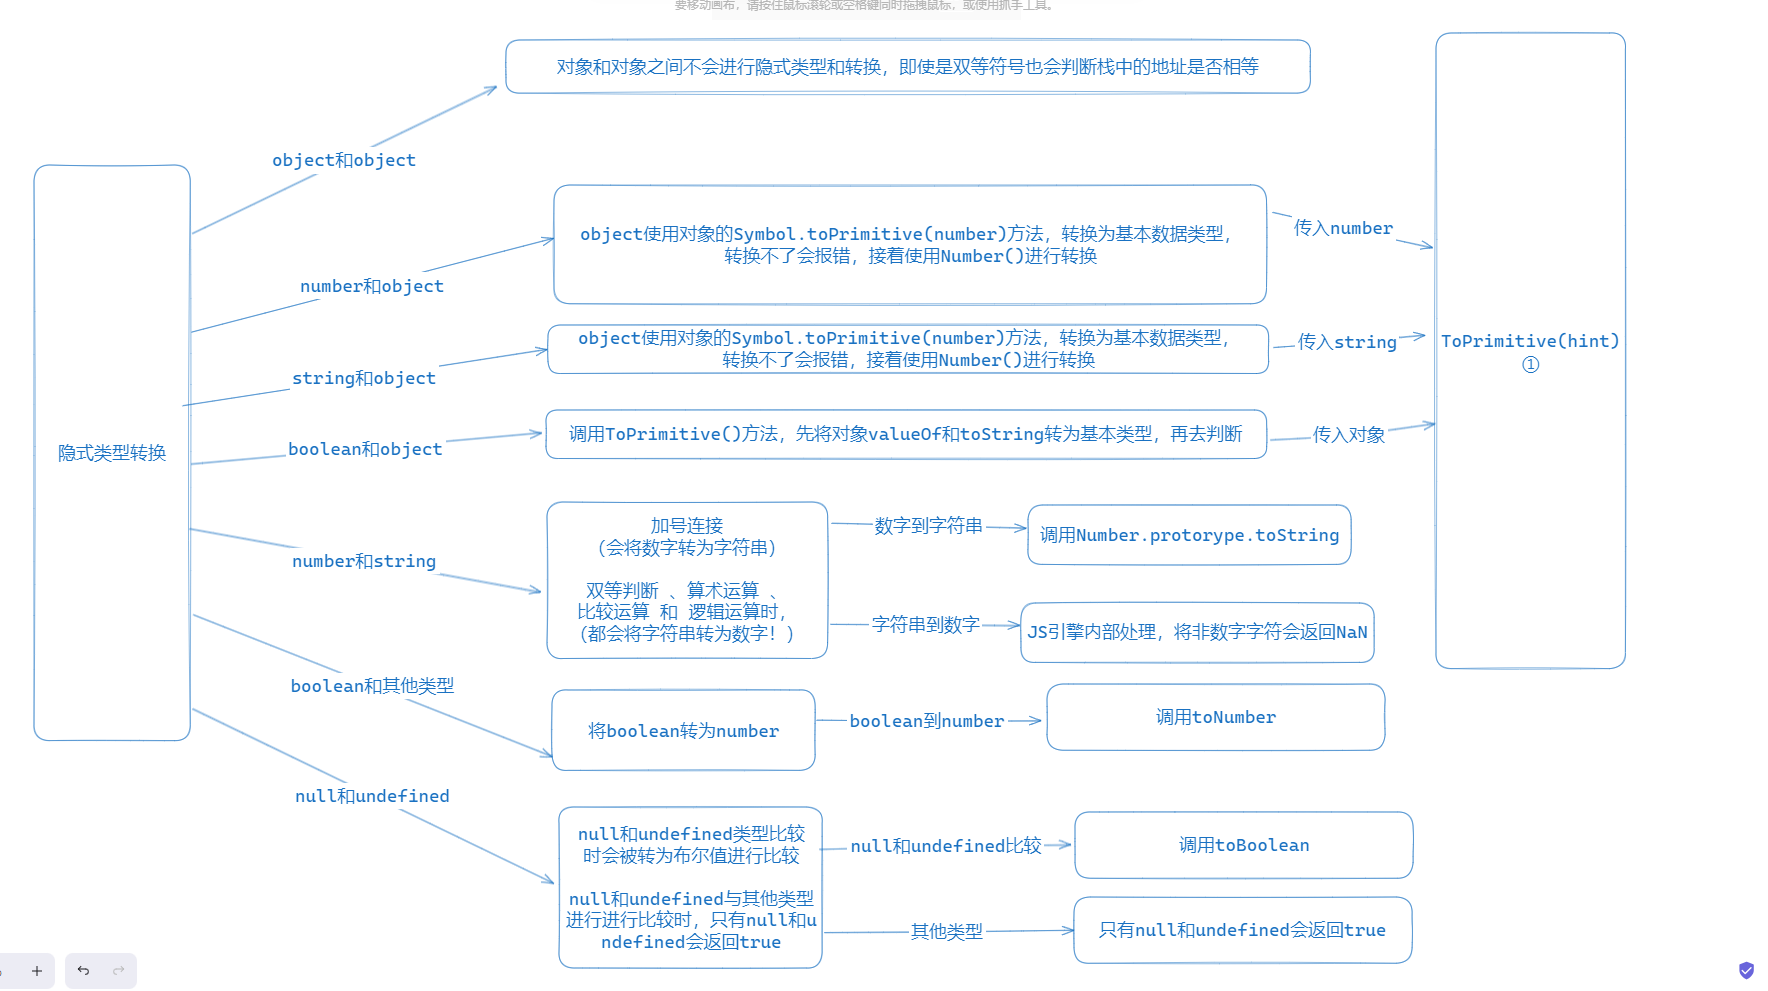 要移动画布，请按住鼠标滚轮或空格键同时拖拽鼠标，或使用抓手工具。
对象和对象之间不会进行隐式类型和转换，即使是双等符号也会判断栈中的地址是否相等
object和object
object使用对象的Symbol.toPrimitive(number)方法，转换为基本数据类型，
转换不了会报错，接着使用Number()进行转换
传入number
number和object
object使用对象的Symbol.toPrimitive(number)方法，转换为基本数据类型，
转换不了会报错，接着使用Number()进行转换
传入string
ToPrimitive(hint)
①
string和object
调用ToPrimitive()方法，先将对象valueOf和toString转为基本类型，再去判断
传入对象
boolean和object
隐式类型转换
加号连接
（会将数字转为字符串）
双等判断 、算术运算 、
比较运算 和 逻辑运算时，
（都会将字符串转为数字！）
数字到字符串
调用Number.protorype.toString
number和string
字符串到数字
JS引擎内部处理，将非数字字符会返回NaN
boolean和其他类型
将boolean转为number
boolean到number
调用toNumber
null和undefined
null和undefined类型比较
时会被转为布尔值进行比较
null和undefined与其他类型
进行进行比较时，只有null和u
ndefined会返回true
null和undefined比较
调用toBoolean
其他类型
只有null和undefined会返回true